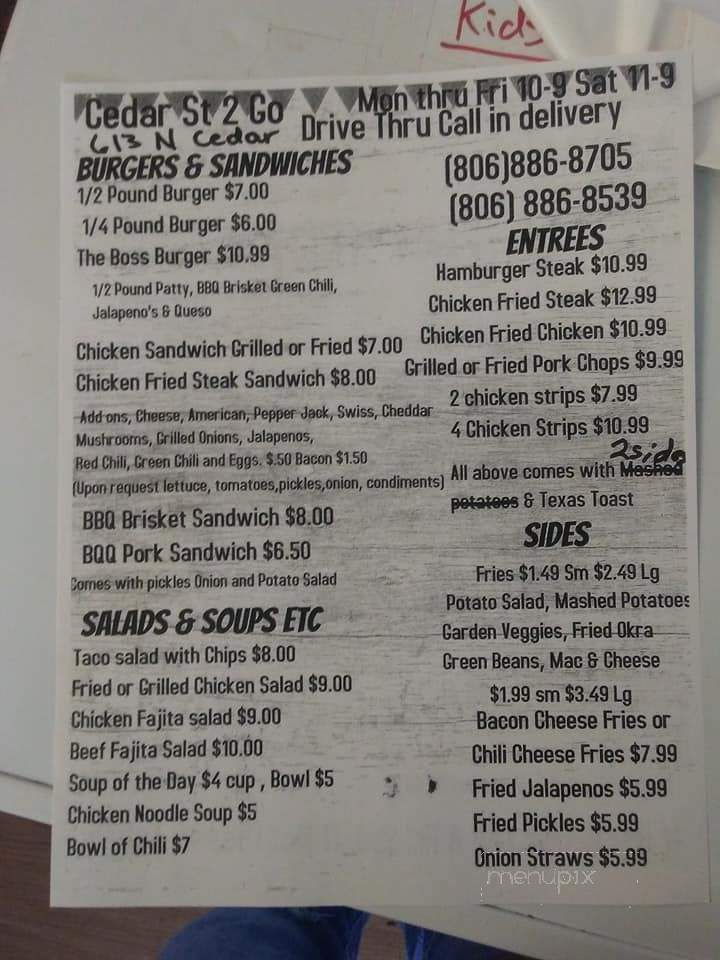 Kids
Cedar St 2 Go
Mon thru Fri 10-9 Sat 11-9
613 N Cedar
Drive Thru Call in delivery
(806)886-8705
(806) 886-8539
BURGERS & SANDWICHES
1/2 Pound Burger $7.00
1/4 Pound Burger $6.00
The Boss Burger $10.99
1/2 Pound Patty, BBQ Brisket Green Chili,
Jalapeno's & Queso
Chicken Sandwich Grilled or Fried $7.00
Chicken Fried Steak Sandwich $8.00
Add ons, Cheese, American, Pepper Jack, Swiss, Cheddar
Mushrooms, Grilled Onions, Jalapenos,
Red Chili, Green Chili and Eggs. $.50 Bacon $1.50
(Upon request lettuce, tomatoes,pickles,onion, condiments)
BBQ Brisket Sandwich $8.00
BQQ Pork Sandwich $6.50
Comes with pickles Onion and Potato Salad
SALADS & SOUPS ETC
Taco salad with Chips $8.00
Fried or Grilled Chicken Salad $9.00
Chicken Fajita salad $9.00
Beef Fajita Salad $10.00
Soup of the Day $4 cup , Bowl $5
Chicken Noodle Soup $5
Bowl of Chili $7
ENTREES
Hamburger Steak $10.99
Chicken Fried Steak $12.99
Chicken Fried Chicken $10.99
Grilled or Fried Pork Chops $9.99
2 chicken strips $7.99
4 Chicken Strips $10.99
2side
All above comes with Mashed
potatoes & Texas Toast
SIDES
Fries $1.49 Sm $2.49 Lg
Potato Salad, Mashed Potatoes
Garden Veggies, Fried Okra
Green Beans, Mac & Cheese
$1.99 sm $3.49 Lg
Bacon Cheese Fries or
Chili Cheese Fries $7.99
Fried Jalapenos $5.99
Fried Pickles $5.99
Onion Straws $5.99
menupix